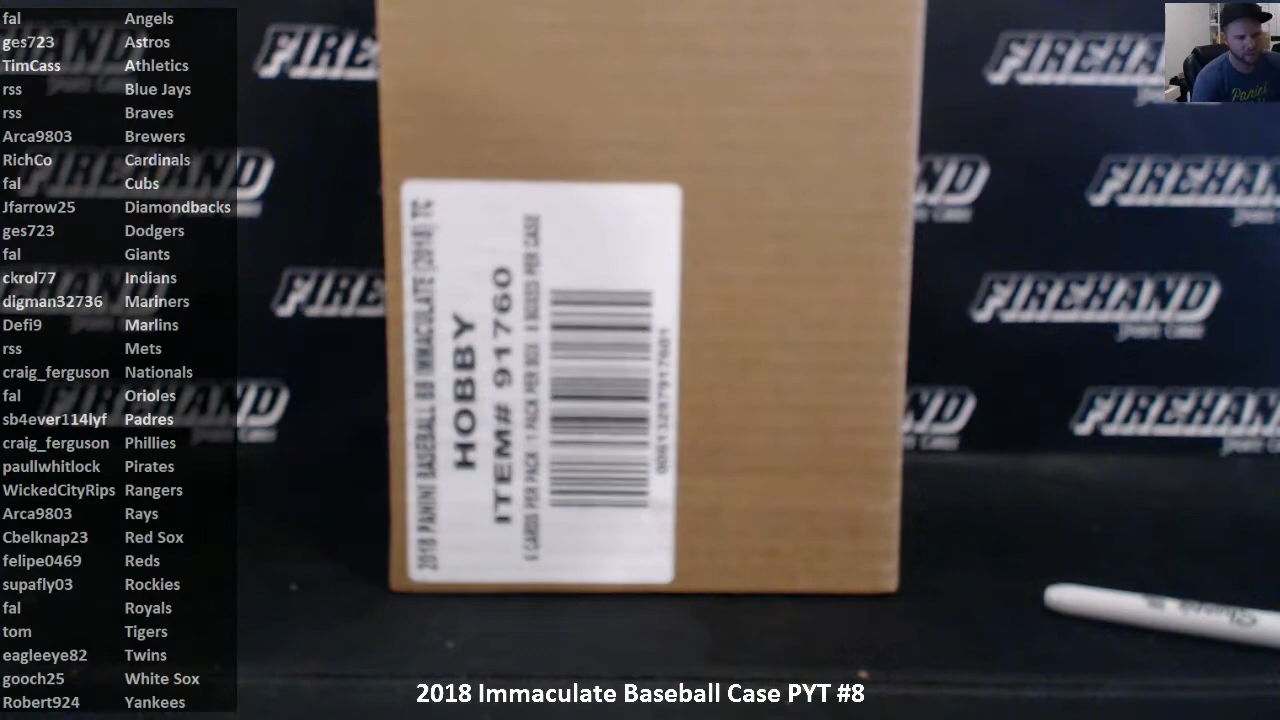 fal Angels
ges723 Astros
TimCass Athletics
rss Blue Jays
rss Braves
Arca9803 Brewers
RichCo Cardinals
fal Cubs
Jfarrow25 Diamondbacks
ges723 Dodgers
fal Giants
ckrol77 Indians
digman32736 Mariners
Defi9 Marlins
rss Mets
craig_ferguson Nationals
fal Orioles
sb4ever114lyf Padres
craig_ferguson Phillies
paullwhitlock Pirates
WickedCityRips Rangers
Arca9803 Rays
Cbelknap23 Red Sox
felipe0469 Reds
supafly03 Rockies
fal Royals
tom Tigers
eagleeye82 Twins
gooch25 White Sox
Robert924 Yankees
2018 PANINI BASEBALL BB IMMACULATE (2018) TC
HOBBY
ITEM# 91760
CARDS PER PACK 1 PACK PER BOX BOXES PER CASE
FIREHAND
FIREHAND
FIREHAND
FIREHAND
FIREHAND
FIREHAND
Panini
Sharpie
2018 Immaculate Baseball Case PYT #8